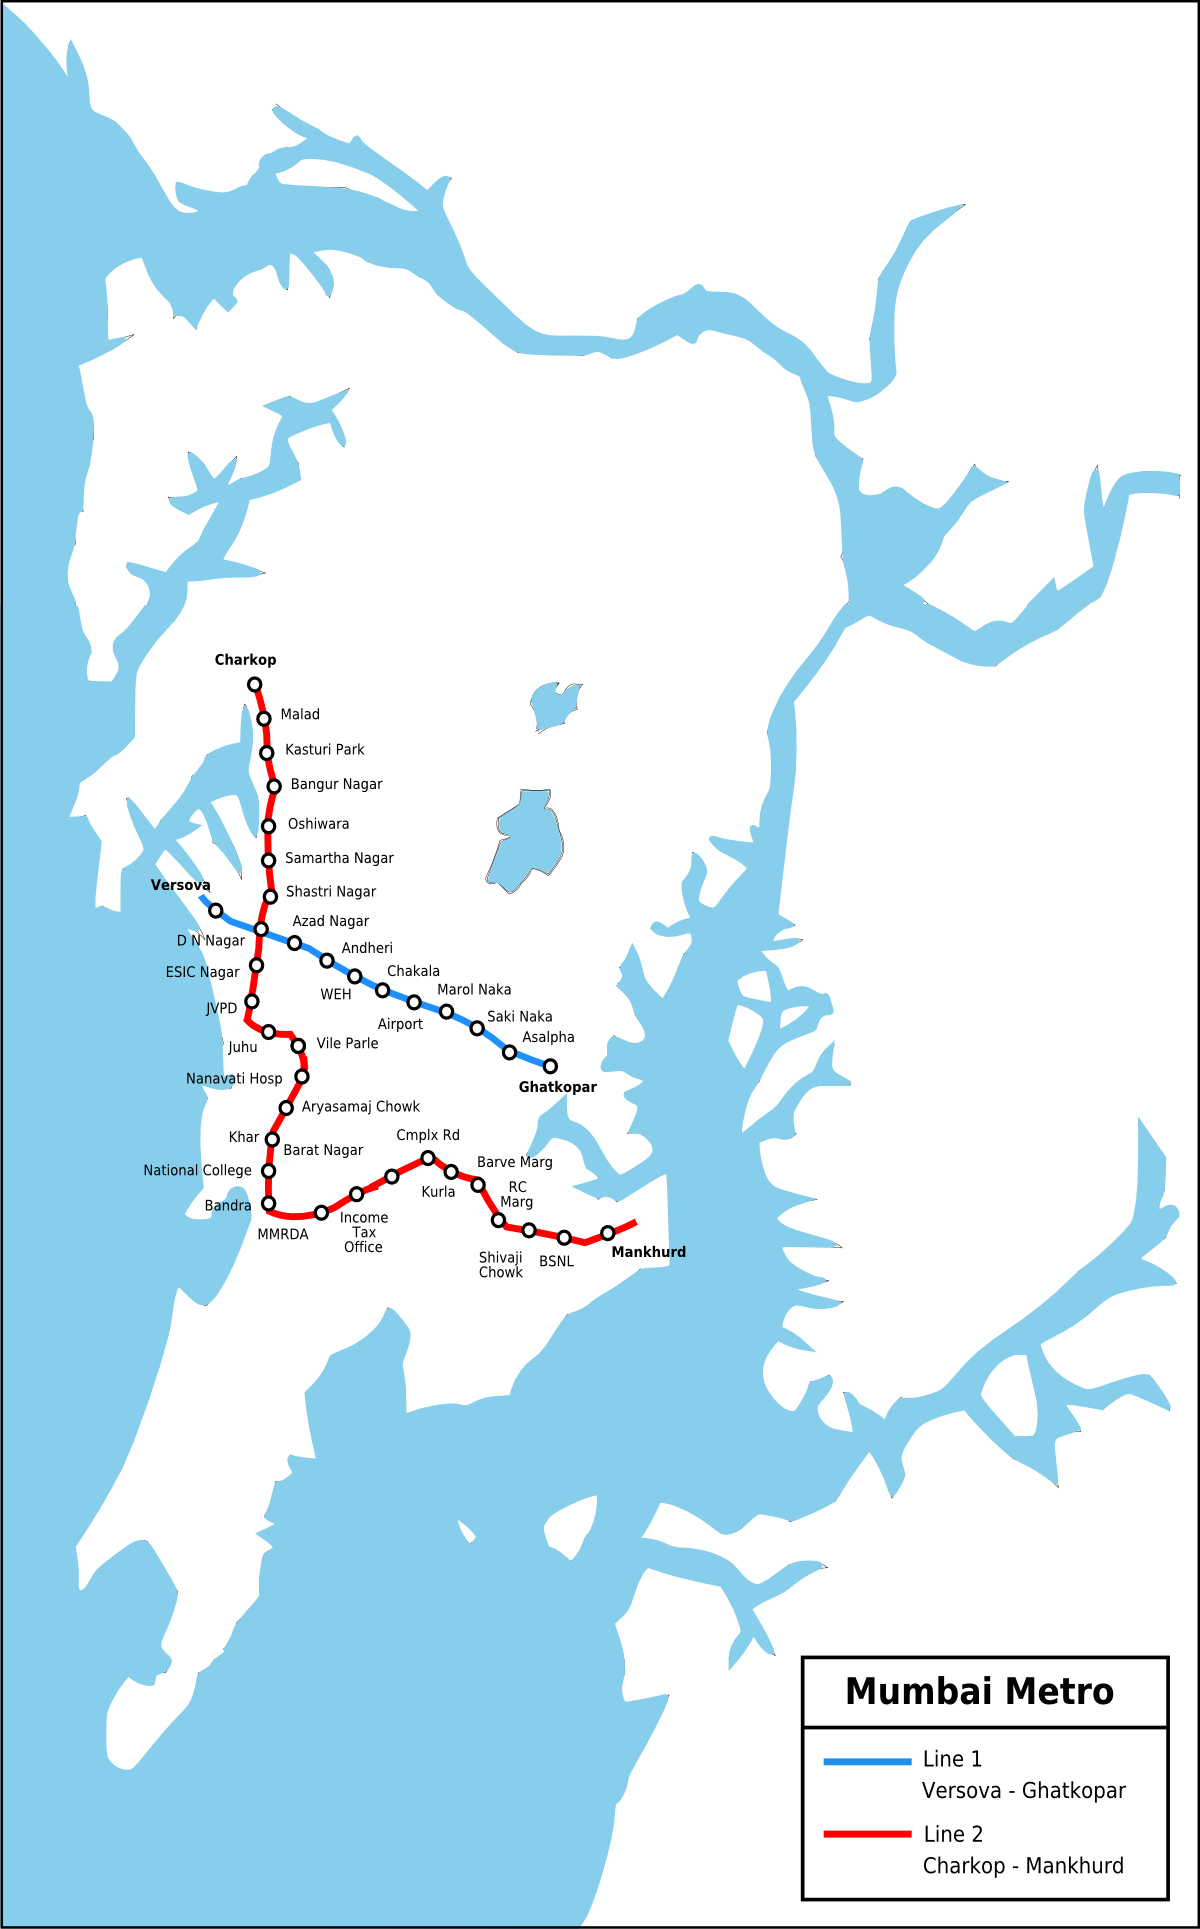 Charkop
Malad
Kasturi Park
Bangur Nagar
Oshiwara
Samartha Nagar
Versova
Shastri Nagar
Azad Nagar
D N Nagar
Andheri
ESIC Nagar
Chakala
WEH
Marol Naka
JVPD
Saki Naka
Airport
Asalpha
Juhu
Vile Parle
Nanavati Hosp
Ghatkopar
Aryasamaj Chowk
Khar
Cmplx Rd
Barat Nagar
National College
Barve Marg
Kurla
RC
Marg
Bandra
MMRDA
Income
Tax
Office
Shivaji
Chowk
BSNL
Mankhurd
Mumbai Metro
Line 1
Versova - Ghatkopar
Line 2
Charkop - Mankhurd